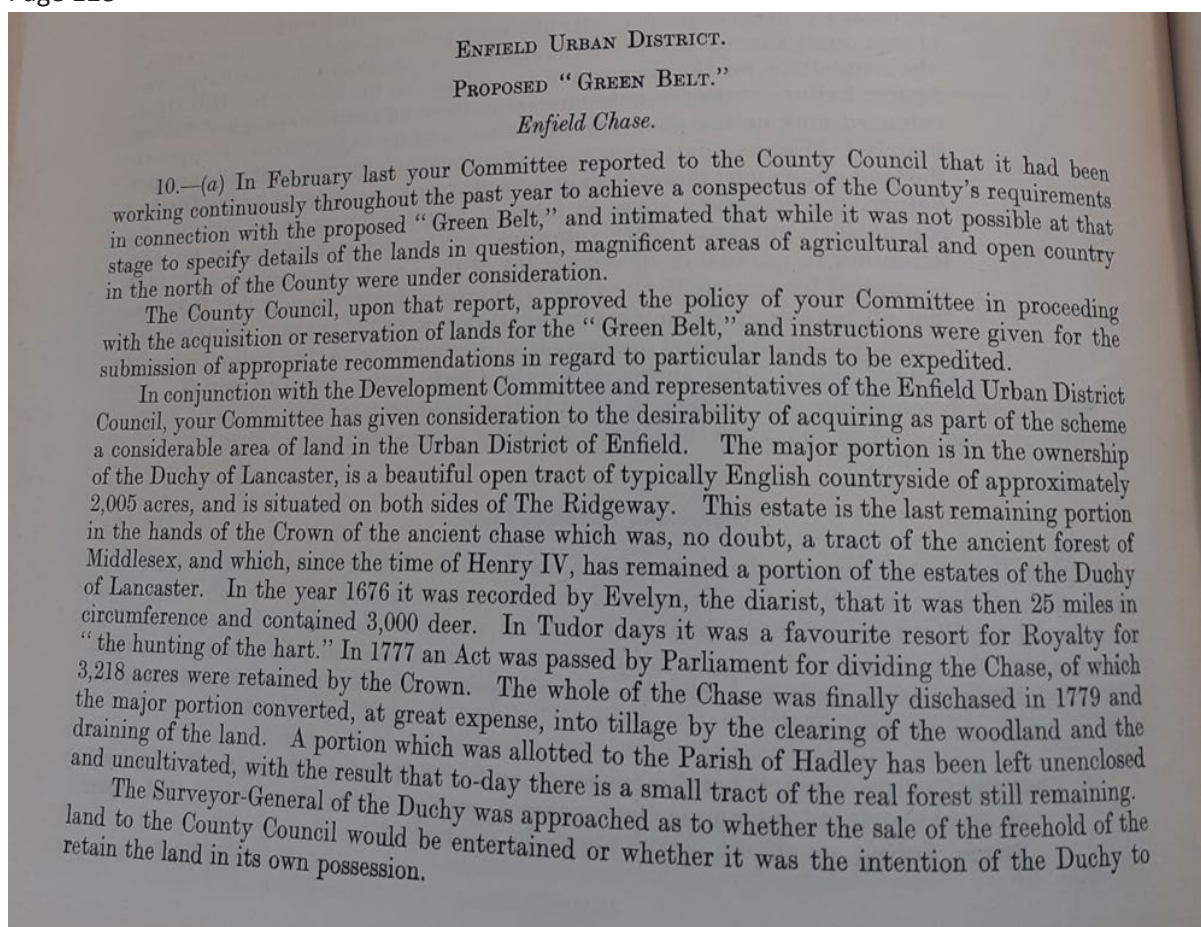 ENFIELD URBAN DISTRICT.
PROPOSED “GREEN BELT.”
Enfield Chase.
10.—(a) In February last your Committee reported to the County Council that it had been
working continuously throughout the past year to achieve a conspectus of the County’s requirements
in connection with the proposed “Green Belt,” and intimated that while it was not possible at that
stage to specify details of the lands in question, magnificent areas of agricultural and open country
in the north of the County were under consideration.
The County Council, upon that report, approved the policy of your Committee in proceeding
with the acquisition or reservation of lands for the “Green Belt,” and instructions were given for the
submission of appropriate recommendations in regard to particular lands to be expedited.
In conjunction with the Development Committee and representatives of the Enfield Urban District
Council, your Committee has given consideration to the desirability of acquiring as part of the scheme
a considerable area of land in the Urban District of Enfield. The major portion is in the ownership
of the Duchy of Lancaster, is a beautiful open tract of typically English countryside of approximately
2,005 acres, and is situated on both sides of The Ridgeway. This estate is the last remaining portion
in the hands of the Crown of the ancient chase which was, no doubt, a tract of the ancient forest of
Middlesex, and which, since the time of Henry IV, has remained a portion of the estates of the Duchy
of Lancaster. In the year 1676 it was recorded by Evelyn, the diarist, that it was then 25 miles in
circumference and contained 3,000 deer. In Tudor days it was a favourite resort for Royalty for
“the hunting of the hart.” In 1777 an Act was passed by Parliament for dividing the Chase, of which
3,218 acres were retained by the Crown. The whole of the Chase was finally dischased in 1779 and
the major portion converted, at great expense, into tillage by the clearing of the woodland and the
draining of the land. A portion which was allotted to the Parish of Hadley has been left unenclosed
and uncultivated, with the result that to-day there is a small tract of the real forest still remaining.
The Surveyor-General of the Duchy was approached as to whether the sale of the freehold of the
land to the County Council would be entertained or whether it was the intention of the Duchy to
retain the land in its own possession.